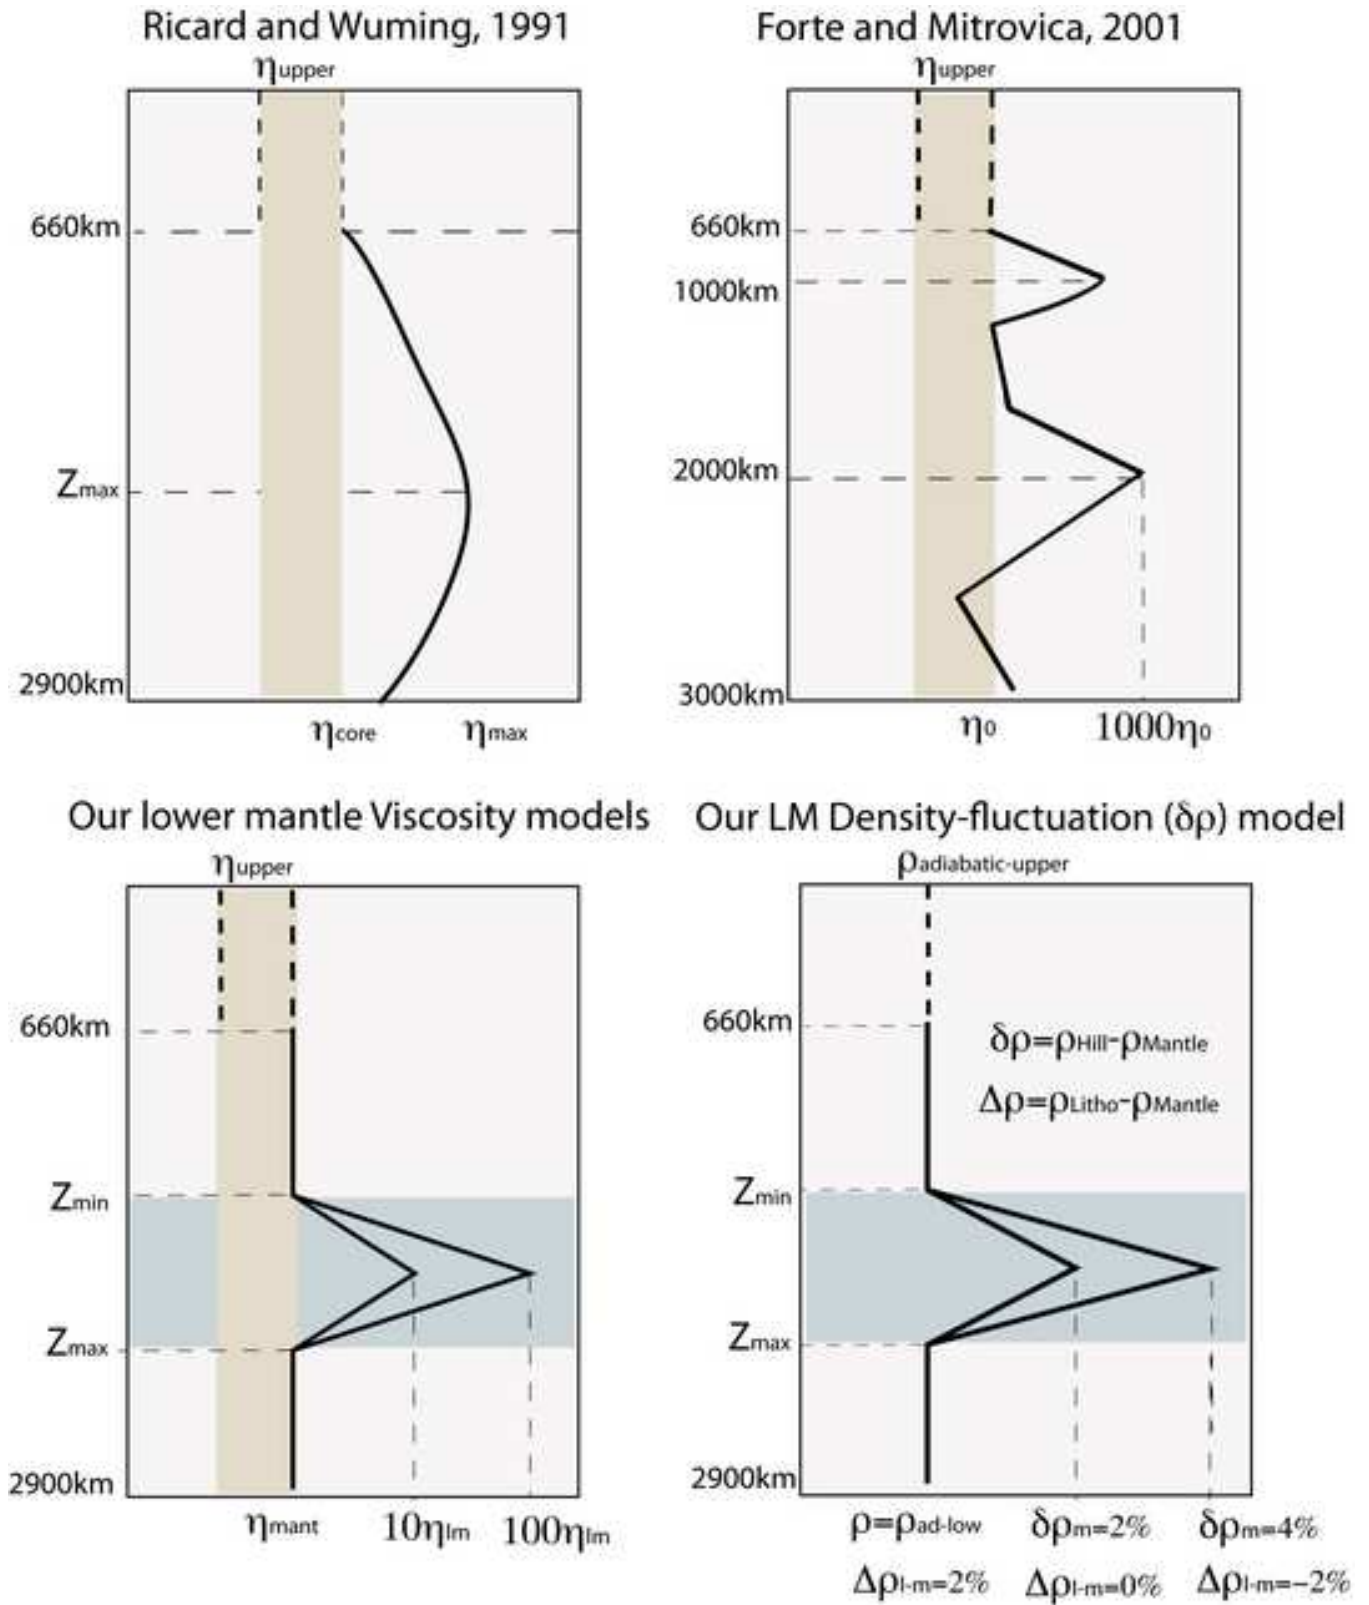 Ricard and Wuming, 1991
ηupper
660km
Zmax
2900km
ηcore
ηmax
Forte and Mitrovica, 2001
ηupper
660km
1000km
2000km
3000km
η0
1000η0
Our lower mantle Viscosity models
ηupper
660km
Zmin
Zmax
2900km
ηmant
10ηlm
100ηlm
Our LM Density-fluctuation (δρ) model
ρadiabatic-upper
660km
δρ=ρHill-ρMantle
Δρ=ρLitho-ρMantle
Zmin
Zmax
2900km
ρ=ρad-low
δρm=2%
δρm=4%
Δρl-m=2%
Δρl-m=0%
Δρl-m=-2%